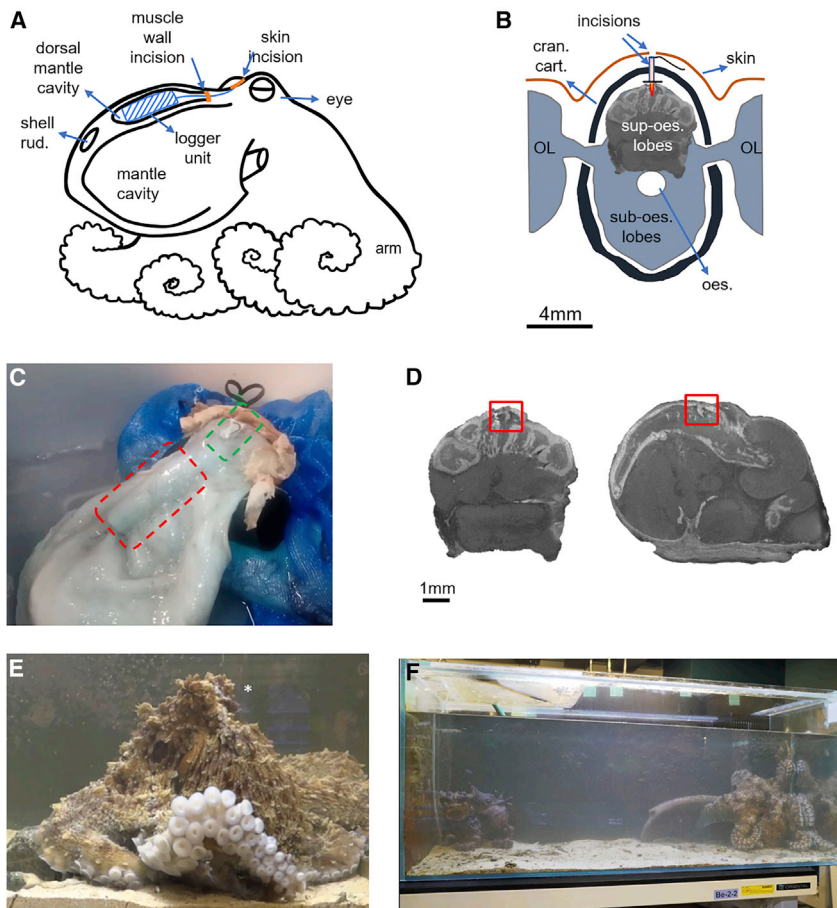 A
muscle
wall
incision
skin
incision
dorsal
mantle
cavity
eye
shell
rud.
logger
unit
mantle
cavity
arm
B
incisions
cran.
cart.
skin
sup-oes.
lobes
OL
OL
sub-oes.
lobes
oes.
4mm
C
D
1mm
E
*
F
Be-2-2